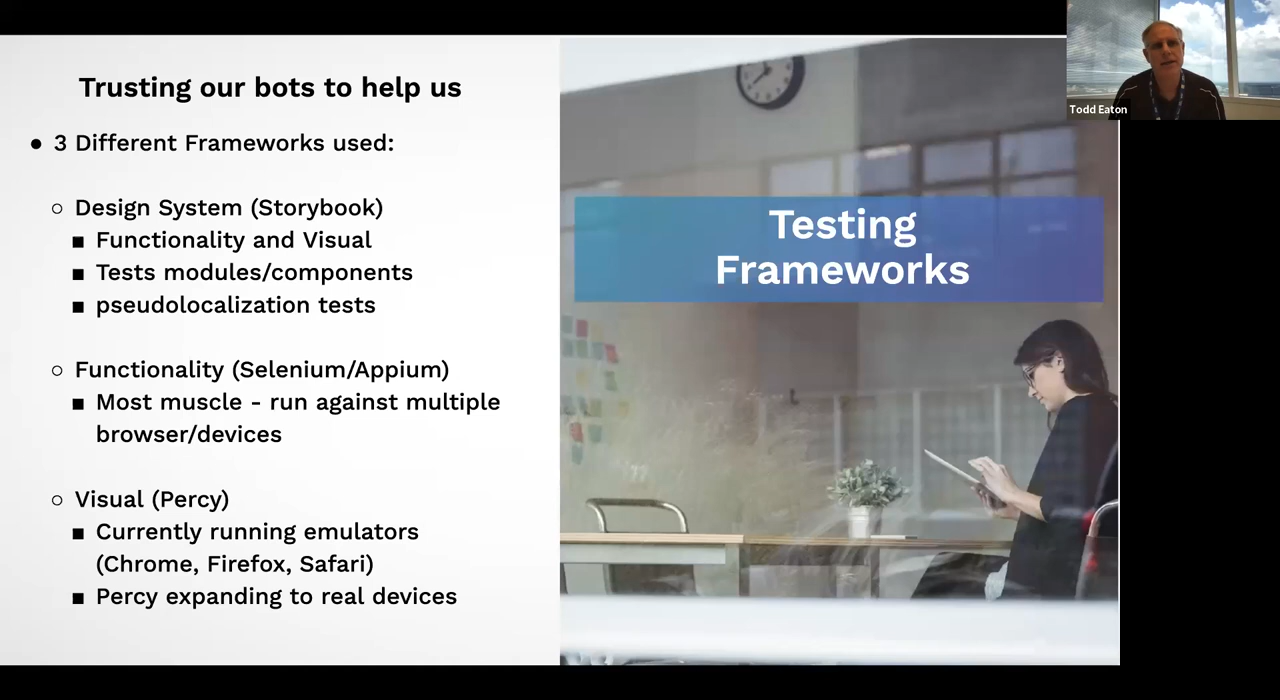 Trusting our bots to help us
● 3 Different Frameworks used:
○ Design System (Storybook)
■ Functionality and Visual
■ Tests modules/components
■ pseudolocalization tests
○ Functionality (Selenium/Appium)
■ Most muscle - run against multiple
browser/devices
○ Visual (Percy)
■ Currently running emulators
(Chrome, Firefox, Safari)
■ Percy expanding to real devices
Testing
Frameworks
Todd Eaton